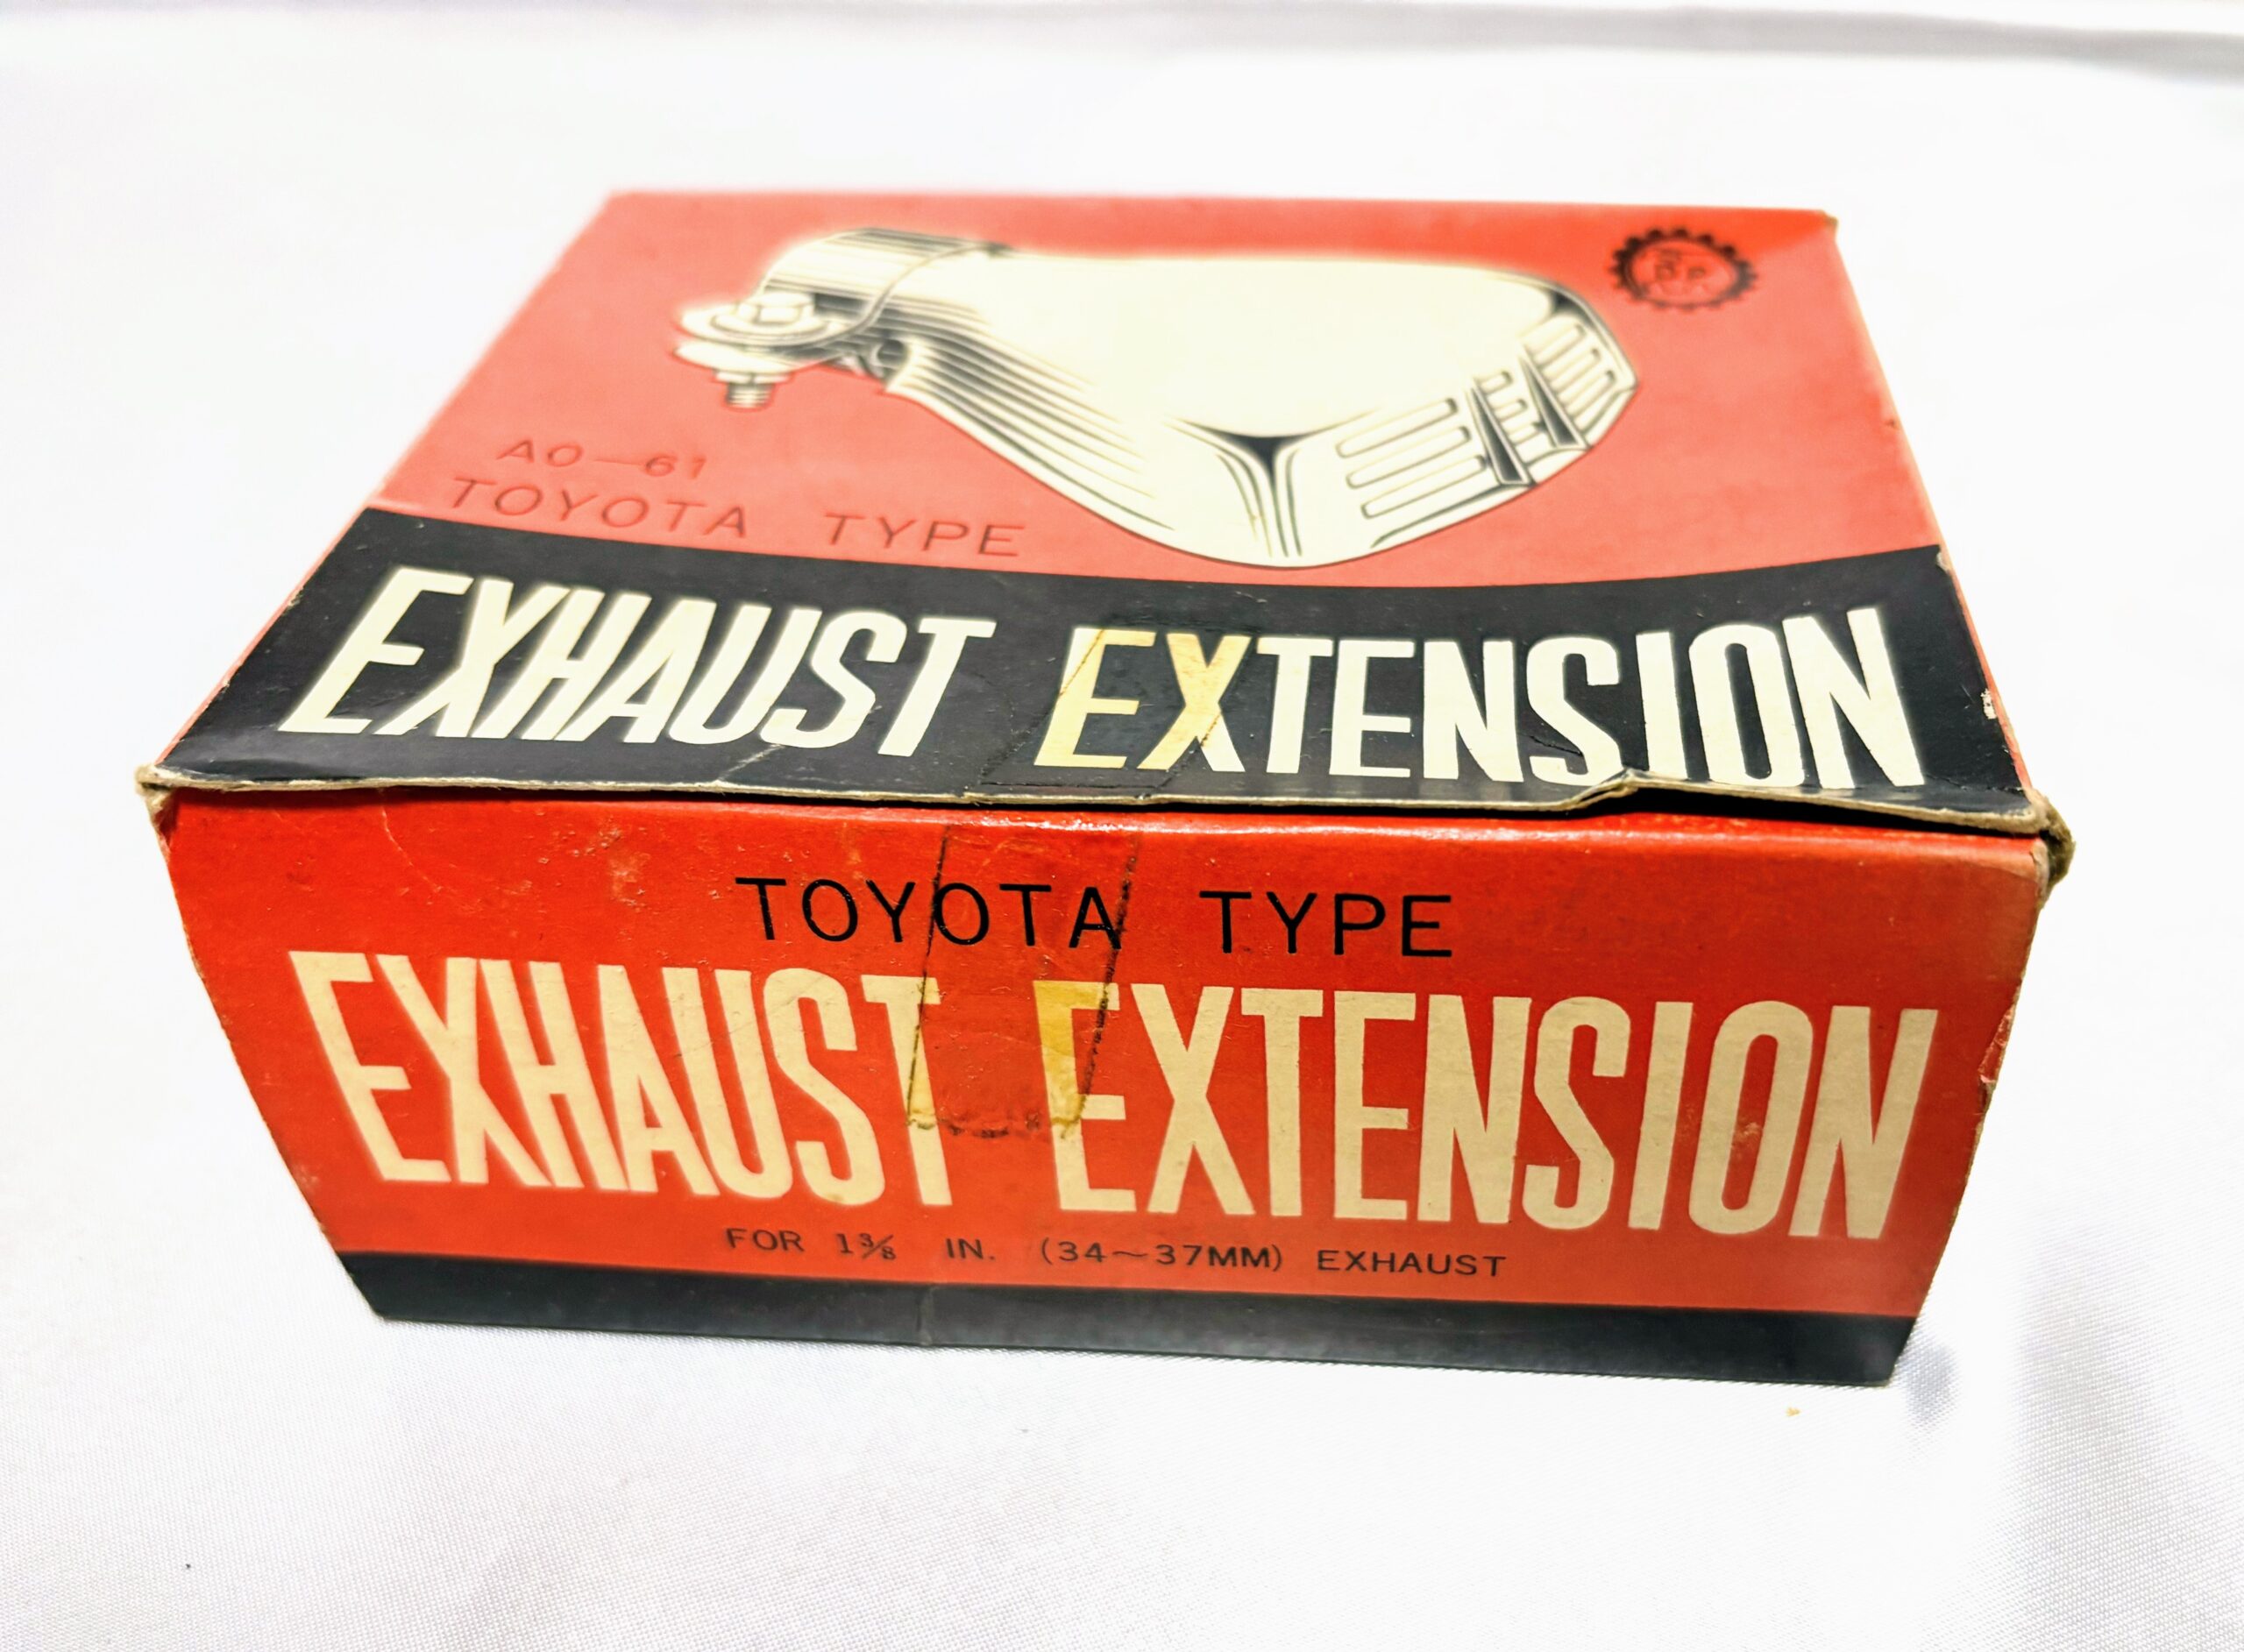 AO-61
TOYOTA TYPE
EXHAUST EXTENSION
TOYOTA TYPE
EXHAUST EXTENSION
FOR 1⅜ IN. (34~37MM) EXHAUST